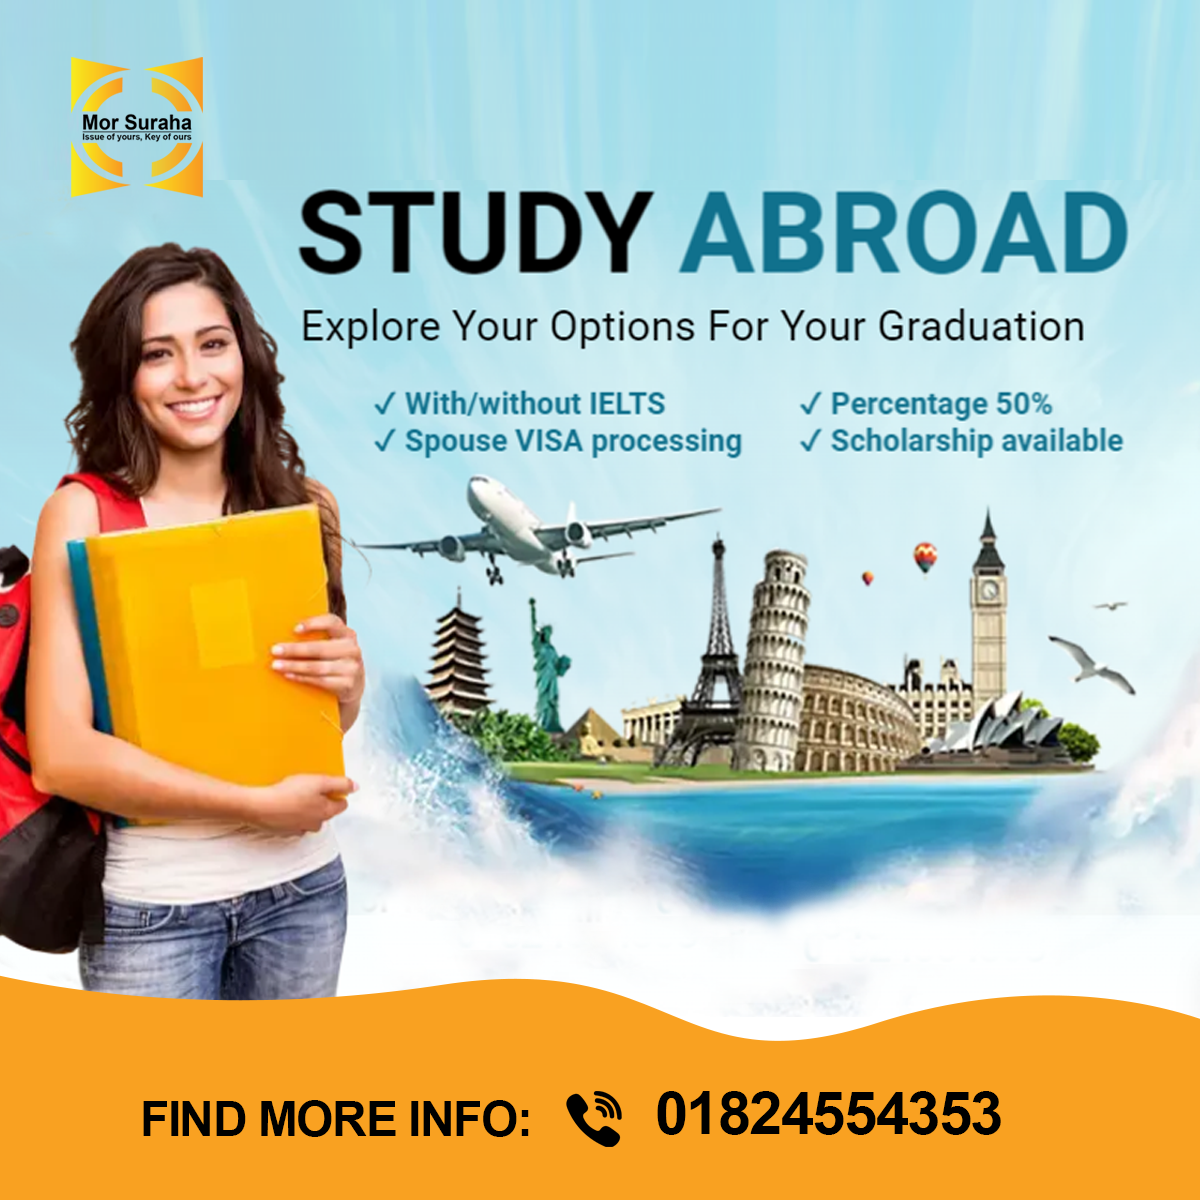 Mor Suraha
Issue of yours, Key of ours
STUDY ABROAD
Explore Your Options For Your Graduation
✓ With/without IELTS
✓ Spouse VISA processing
✓ Percentage 50%
✓ Scholarship available
FIND MORE INFO: 01824554353